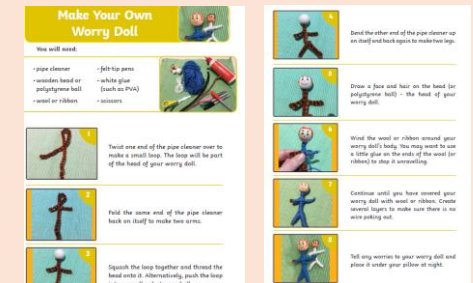 Make Your Own
Worry Doll
You will need:
- pipe cleaner
- wooden bead or
polystyrene ball
- wool or ribbon
- felt-tip pens
- white glue
(such as PVA)
- scissors
1
Twist one end of the pipe cleaner over to
make a small loop. The loop will be part
of the head of your worry doll.
2
Fold the same end of the pipe cleaner
back on itself to make two arms.
3
Squash the loop together and thread the
bead onto it. Alternatively, push the loop
4
Bend the other end of the pipe cleaner up
on itself and back again to make two legs.
5
Draw a face and hair on the bead (or
polystyrene ball) - the head of your
worry doll.
6
Wind the wool or ribbon around your
worry doll's body. You may want to use
a little glue on the ends of the wool (or
ribbon) to stop it unravelling.
7
Continue until you have covered your
worry doll with wool or ribbon. Create
several layers to make sure there is no
wire poking out.
8
Tell any worries to your worry doll and
place it under your pillow at night.